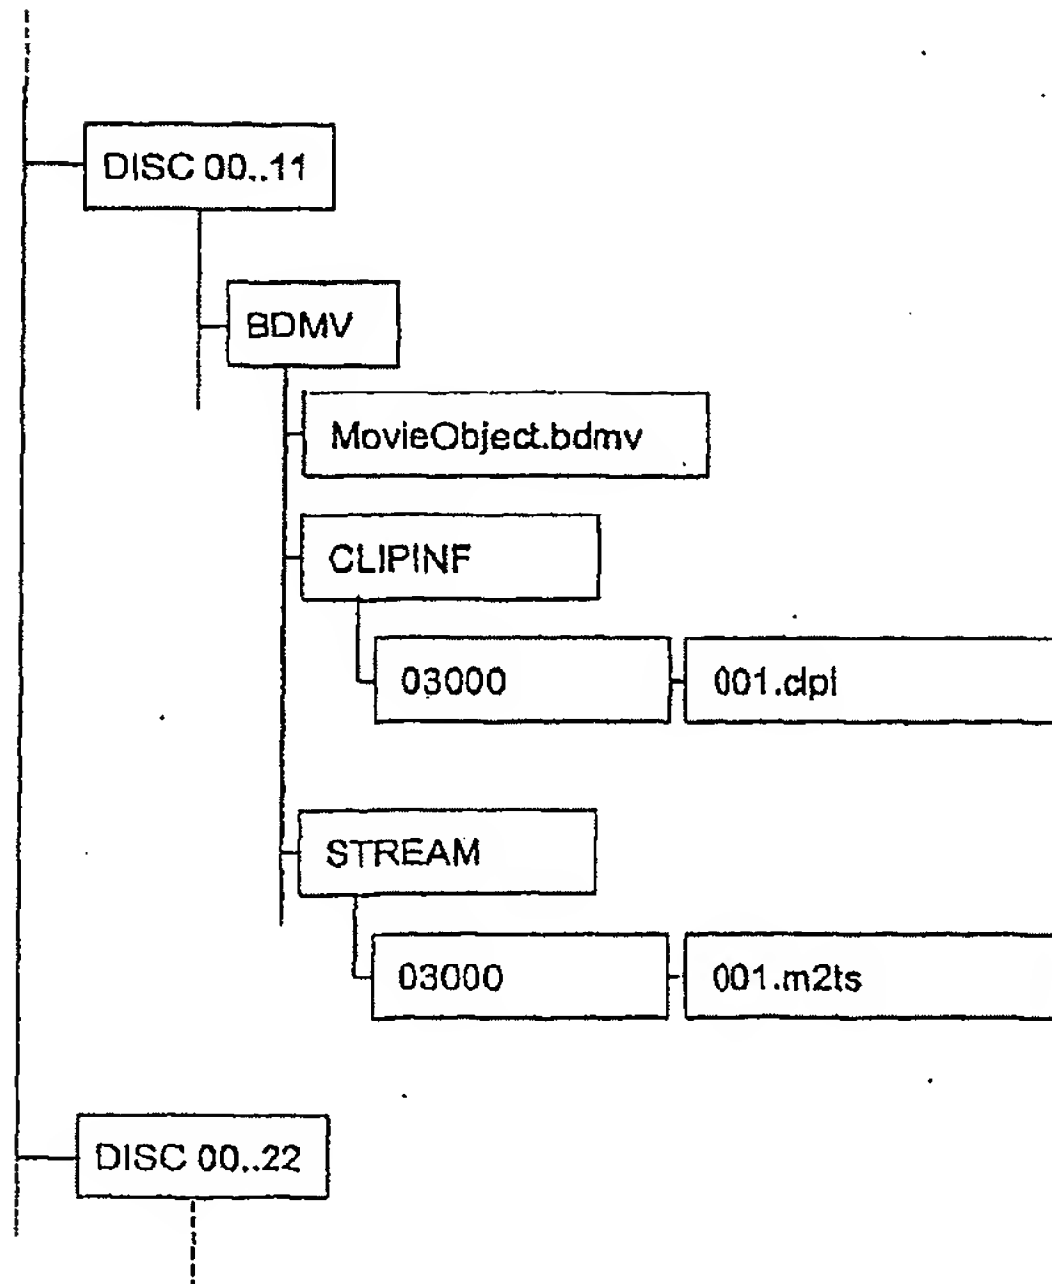 DISC 00..11
BDMV
MovieObject.bdmv
CLIPINF
03000
001.clpi
STREAM
03000
001.m2ts
DISC 00..22